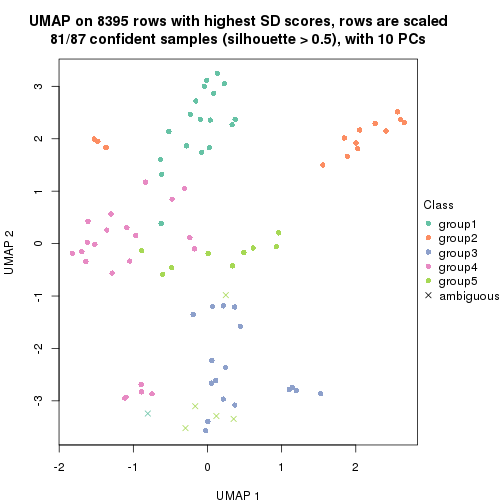 UMAP on 8395 rows with highest SD scores, rows are scaled
81/87 confident samples (silhouette > 0.5), with 10 PCs
3
2
1
0
-1
-2
-3
UMAP 2
-2
-1
0
1
2
UMAP 1
Class
group1
group2
group3
group4
group5
ambiguous